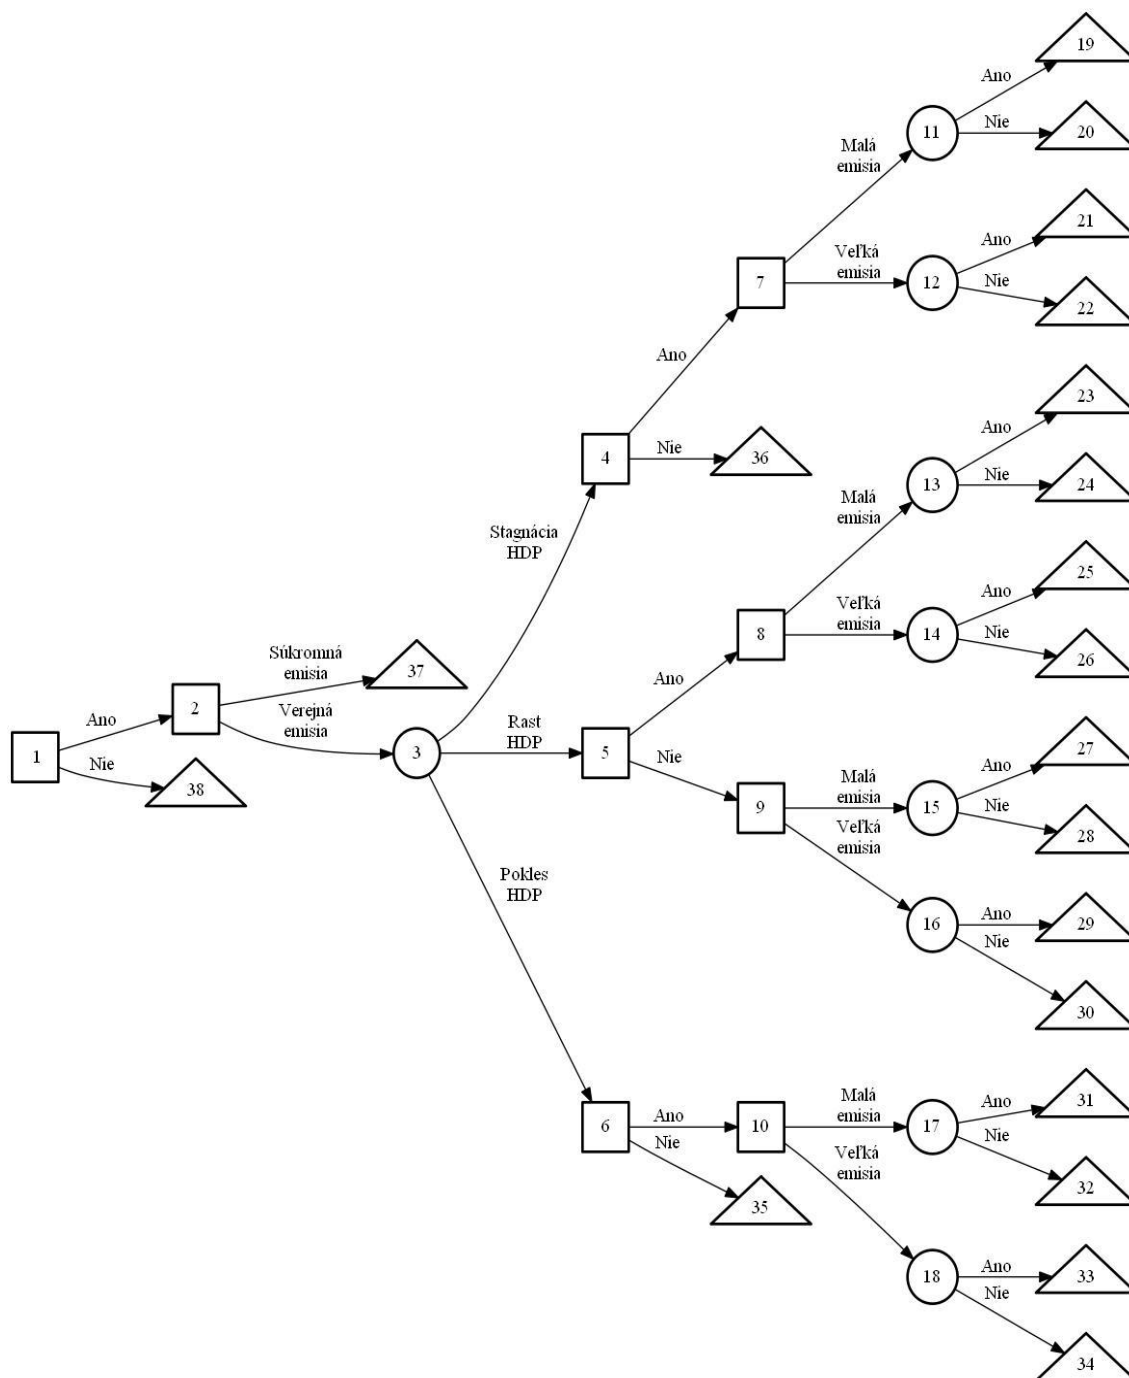 19
Ano
11
Nie
20
Malá
emisia
21
Ano
7
Veľká
emisia
12
Nie
22
Ano
23
Ano
4
Nie
36
13
Nie
24
Malá
emisia
Stagnácia
HDP
25
Ano
8
Veľká
emisia
14
Nie
26
Súkromná
emisia
37
Ano
2
Verejná
emisia
Ano
1
Nie
38
3
Rast
HDP
5
Nie
27
Ano
9
Malá
emisia
15
Nie
28
Veľká
emisia
Pokles
HDP
16
Ano
29
Nie
30
31
Malá
emisia
Ano
6
Ano
10
17
Nie
Nie
Veľká
emisia
32
35
Ano
18
33
Nie
34